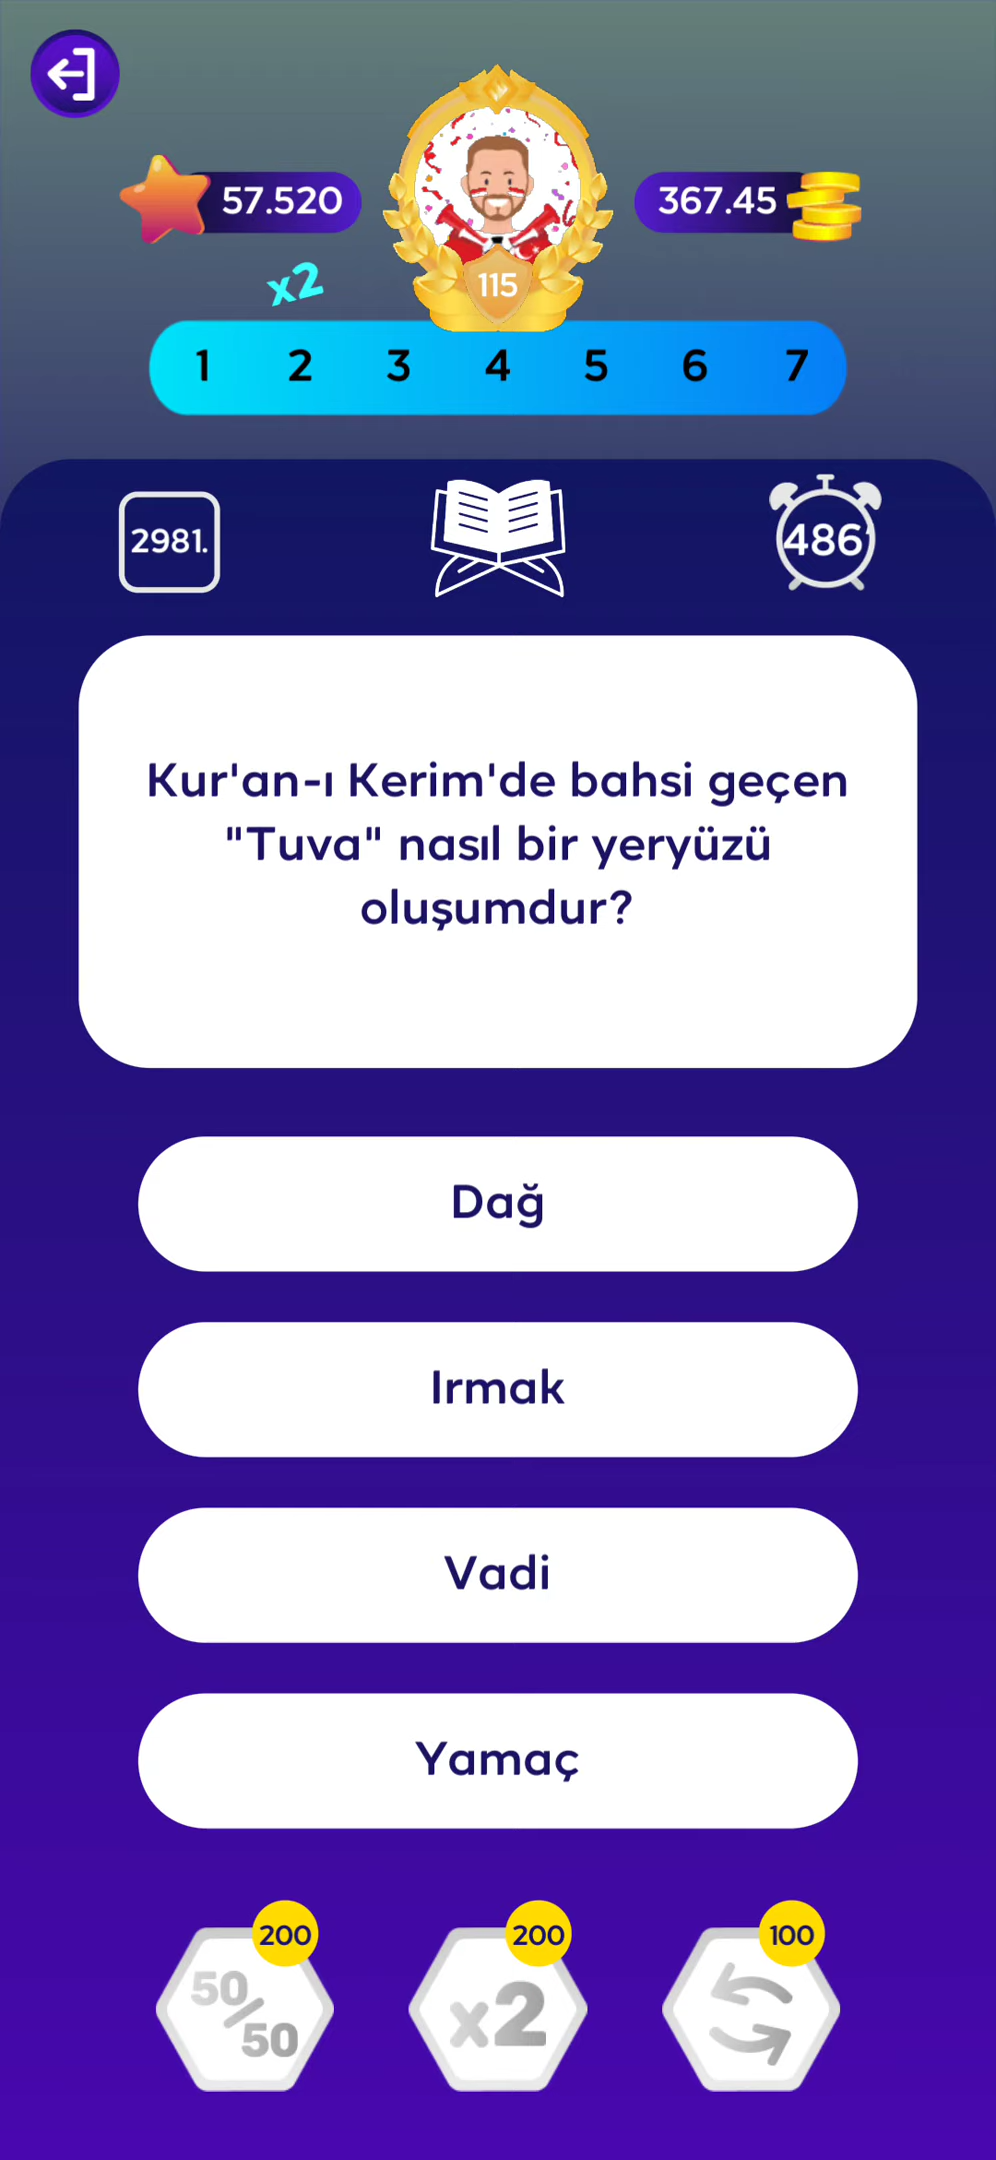 57.520
367.45
x2
115
1 2 3 4 5 6 7
2981.
486
Kur'an-ı Kerim'de bahsi geçen
"Tuva" nasıl bir yeryüzü
oluşumdur?
Dağ
Irmak
Vadi
Yamaç
200
200
100
50/50
x2